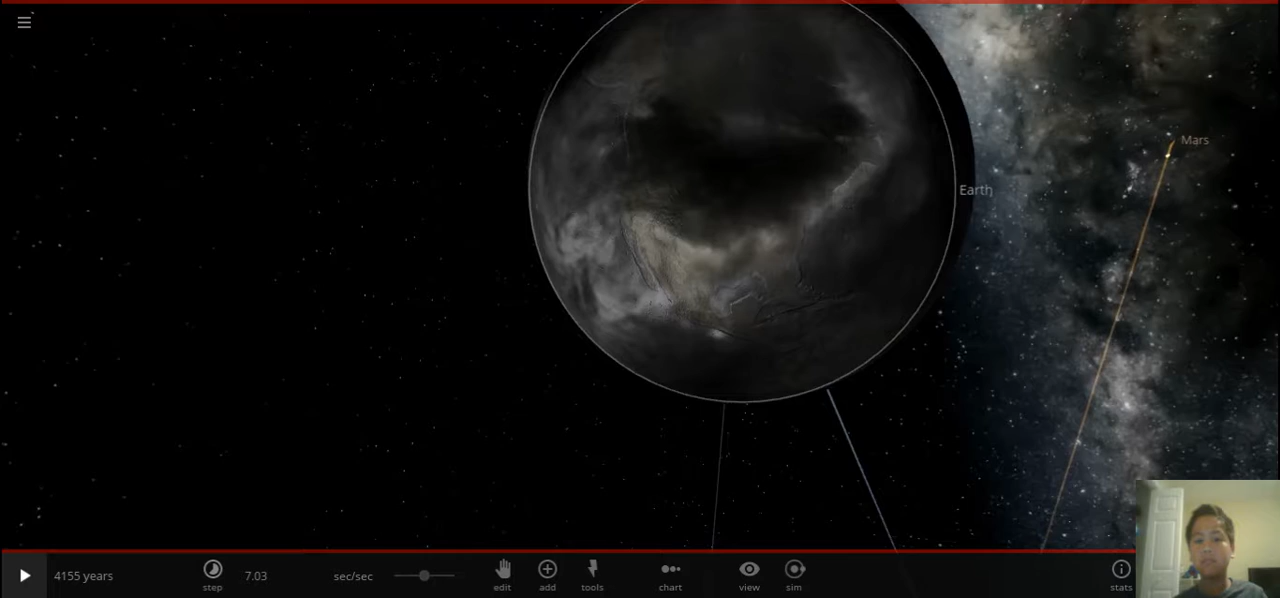 Mars
Earth
4155 years
step
7.03
sec/sec
edit
add
tools
chart
view
sim
stats